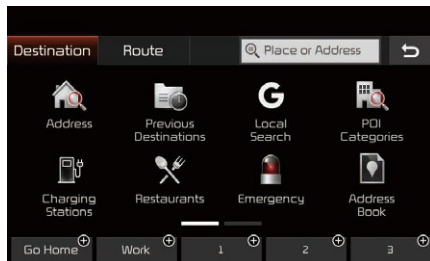 Destination
Route
Place or Address
Address
Previous
Destinations
G
Local
Search
POI
Categories
Charging
Stations
Restaurants
Emergency
Address
Book
Go Home
Work
1
2
3